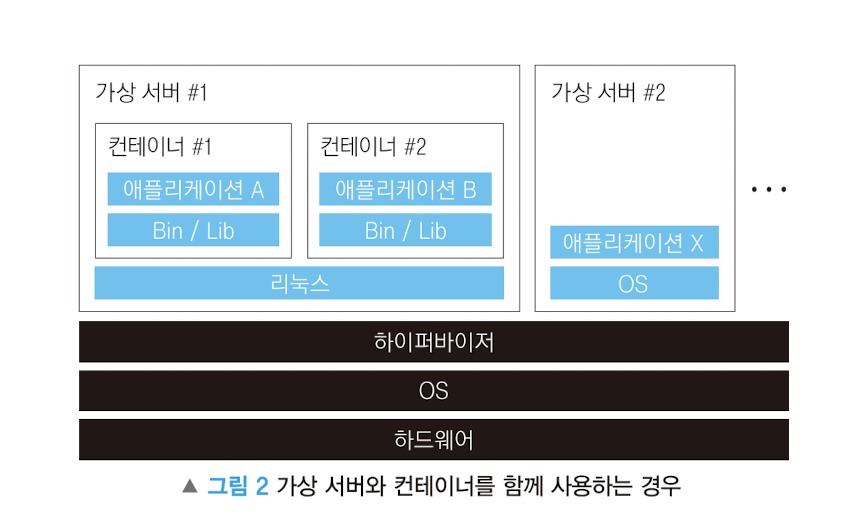 가상 서버 #1
가상 서버 #2
컨테이너 #1
컨테이너 #2
애플리케이션 A
애플리케이션 B
Bin / Lib
Bin / Lib
애플리케이션 X
리눅스
OS
...
하이퍼바이저
OS
하드웨어
▲ 그림 2 가상 서버와 컨테이너를 함께 사용하는 경우